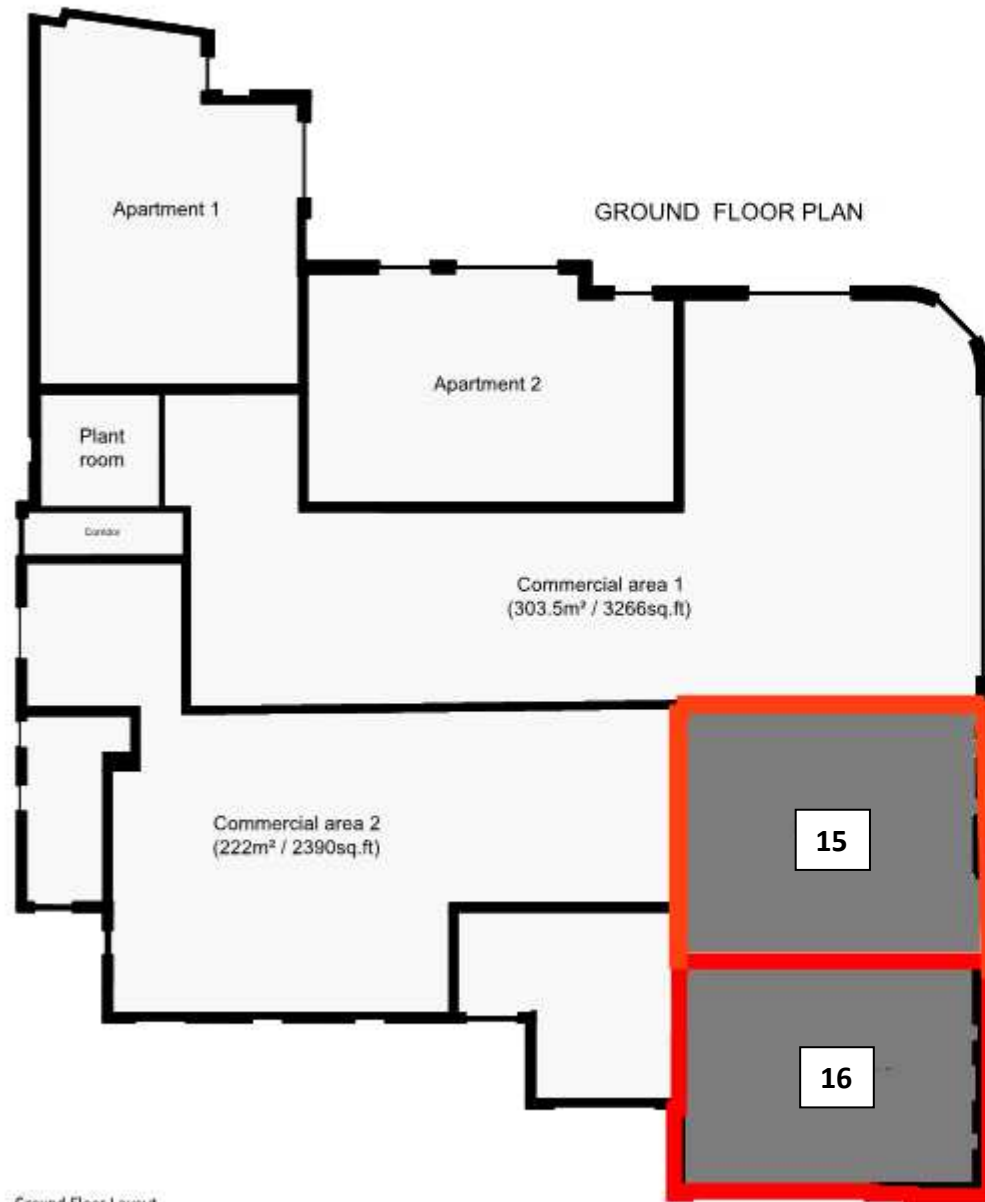 Apartment 1
GROUND FLOOR PLAN
Apartment 2
Plant
room
Corridor
Commercial area 1
(303.5m² / 3266sq.ft)
Commercial area 2
(222m² / 2390sq.ft)
15
16
Ground Floor Layout